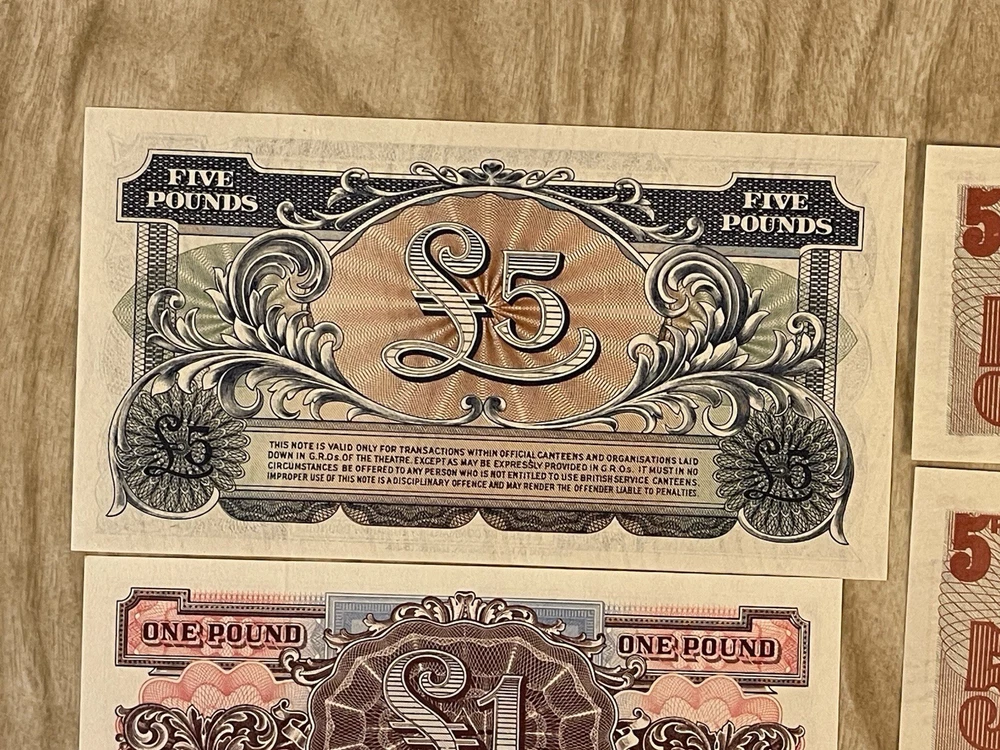 FIVE
POUNDS
FIVE
POUNDS
£5
THIS NOTE IS VALID ONLY FOR TRANSACTIONS WITHIN OFFICIAL CANTEENS AND ORGANISATIONS LAID
DOWN IN G.R.Os. OF THE THEATRE. EXCEPT AS MAY BE EXPRESSLY PROVIDED IN G.R.Os. IT MUST IN NO
CIRCUMSTANCES BE OFFERED TO ANY PERSON WHO IS NOT ENTITLED TO USE BRITISH SERVICE CANTEENS.
IMPROPER USE OF THIS NOTE IS A DISCIPLINARY OFFENCE AND MAY RENDER THE OFFENDER LIABLE TO PENALTIES.
£5
£5
ONE POUND
ONE POUND
£1
5
5